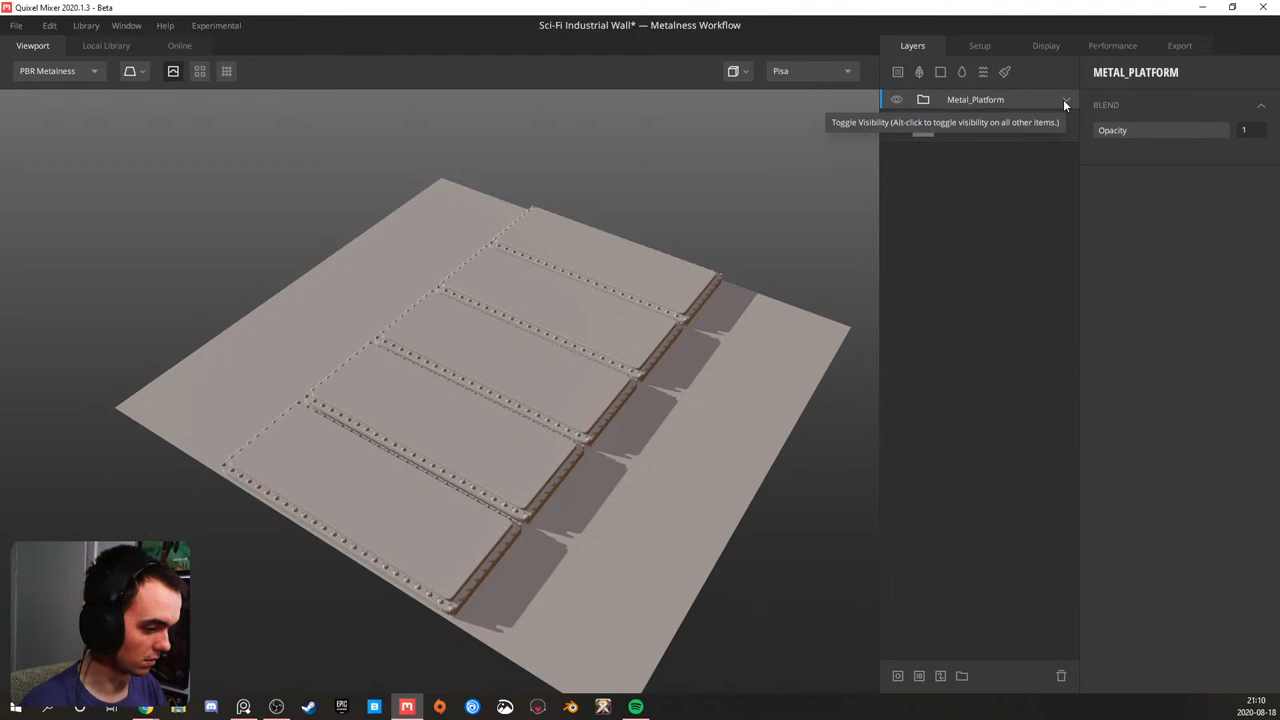 Quixel Mixer 2020.1.3 - Beta
File Edit Library Window Help Experimental
Sci-Fi Industrial Wall* — Metalness Workflow
Viewport Local Library Online
Layers Setup Display Performance Export
PBR Metalness
Pisa
METAL_PLATFORM
Metal_Platform
BLEND
Toggle Visibility (Alt-click to toggle visibility on all other items.)
Opacity 1
EPIC
21:10
2020-08-18